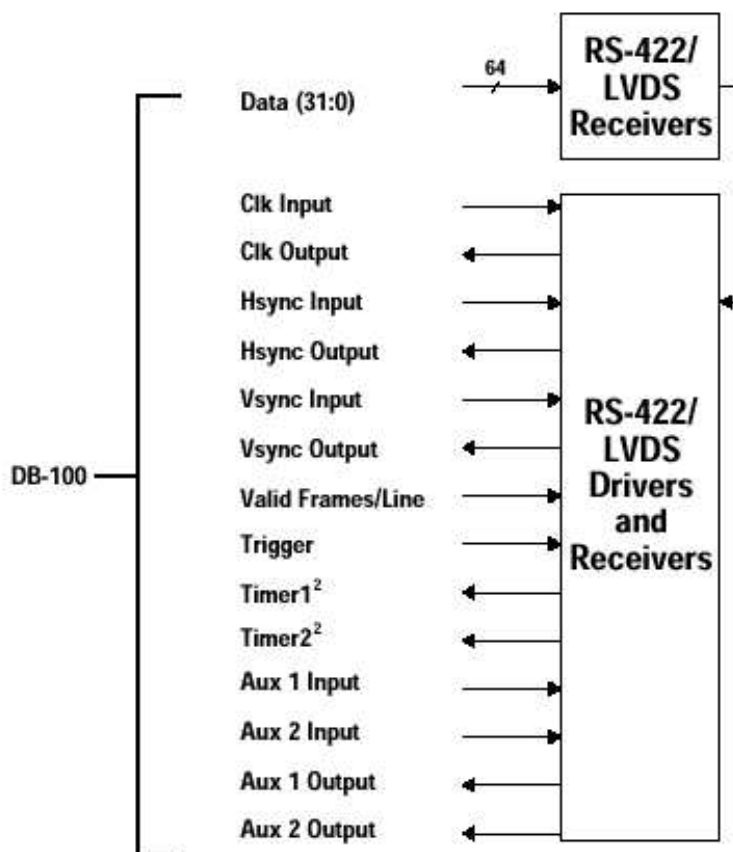 64
RS-422/
LVDS
Receivers
Data (31:0)
Clk Input
Clk Output
Hsync Input
Hsync Output
Vsync Input
Vsync Output
Valid Frames/Line
Trigger
Timer1²
Timer2²
Aux 1 Input
Aux 2 Input
Aux 1 Output
Aux 2 Output
DB-100
RS-422/
LVDS
Drivers
and
Receivers